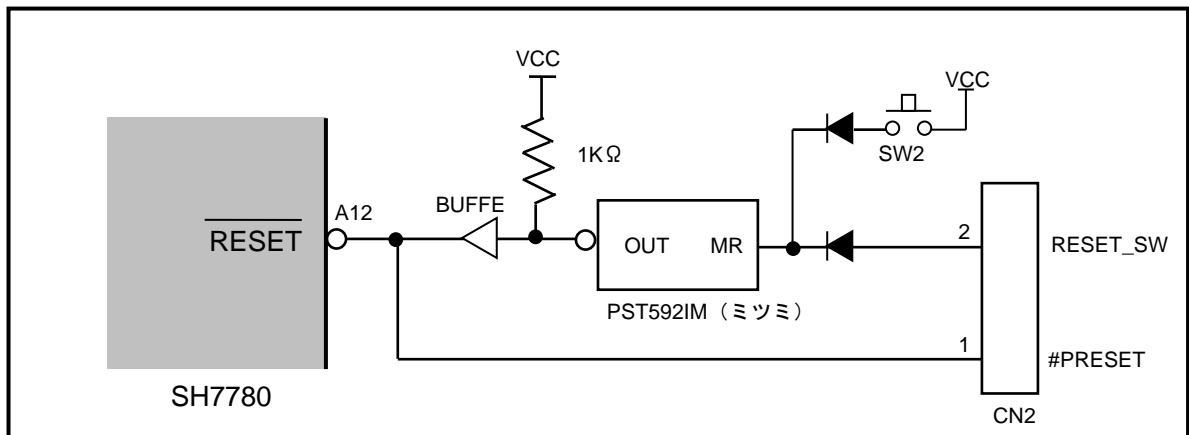 VCC
VCC
SW2
1KΩ
A12
BUFFE
RESET
OUT
MR
2
RESET_SW
PST592IM（ミツミ）
1
#PRESET
SH7780
CN2